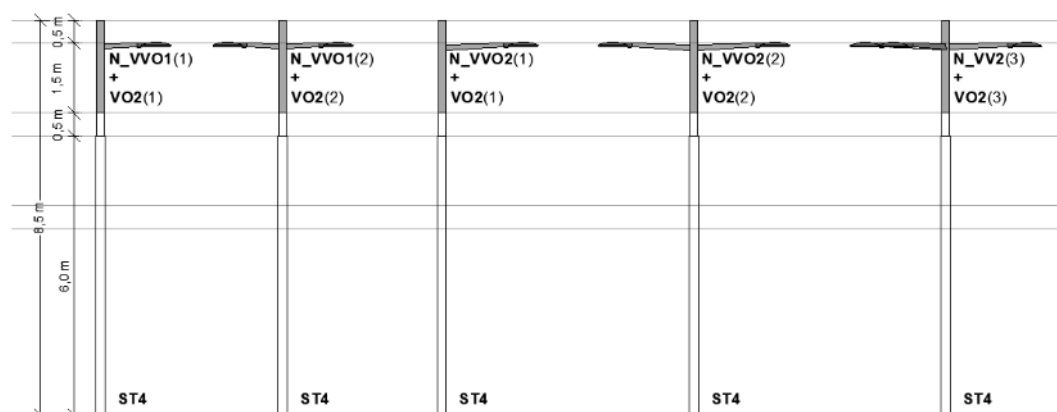 0,5 m
1,5 m
0,5 m
8,5 m
6,0 m
N_VVO1(1)
+
VO2(1)
N_VVO1(2)
+
VO2(2)
N_VVO2(1)
+
VO2(1)
N_VVO2(2)
+
VO2(2)
N_VV2(3)
+
VO2(3)
ST4
ST4
ST4
ST4
ST4